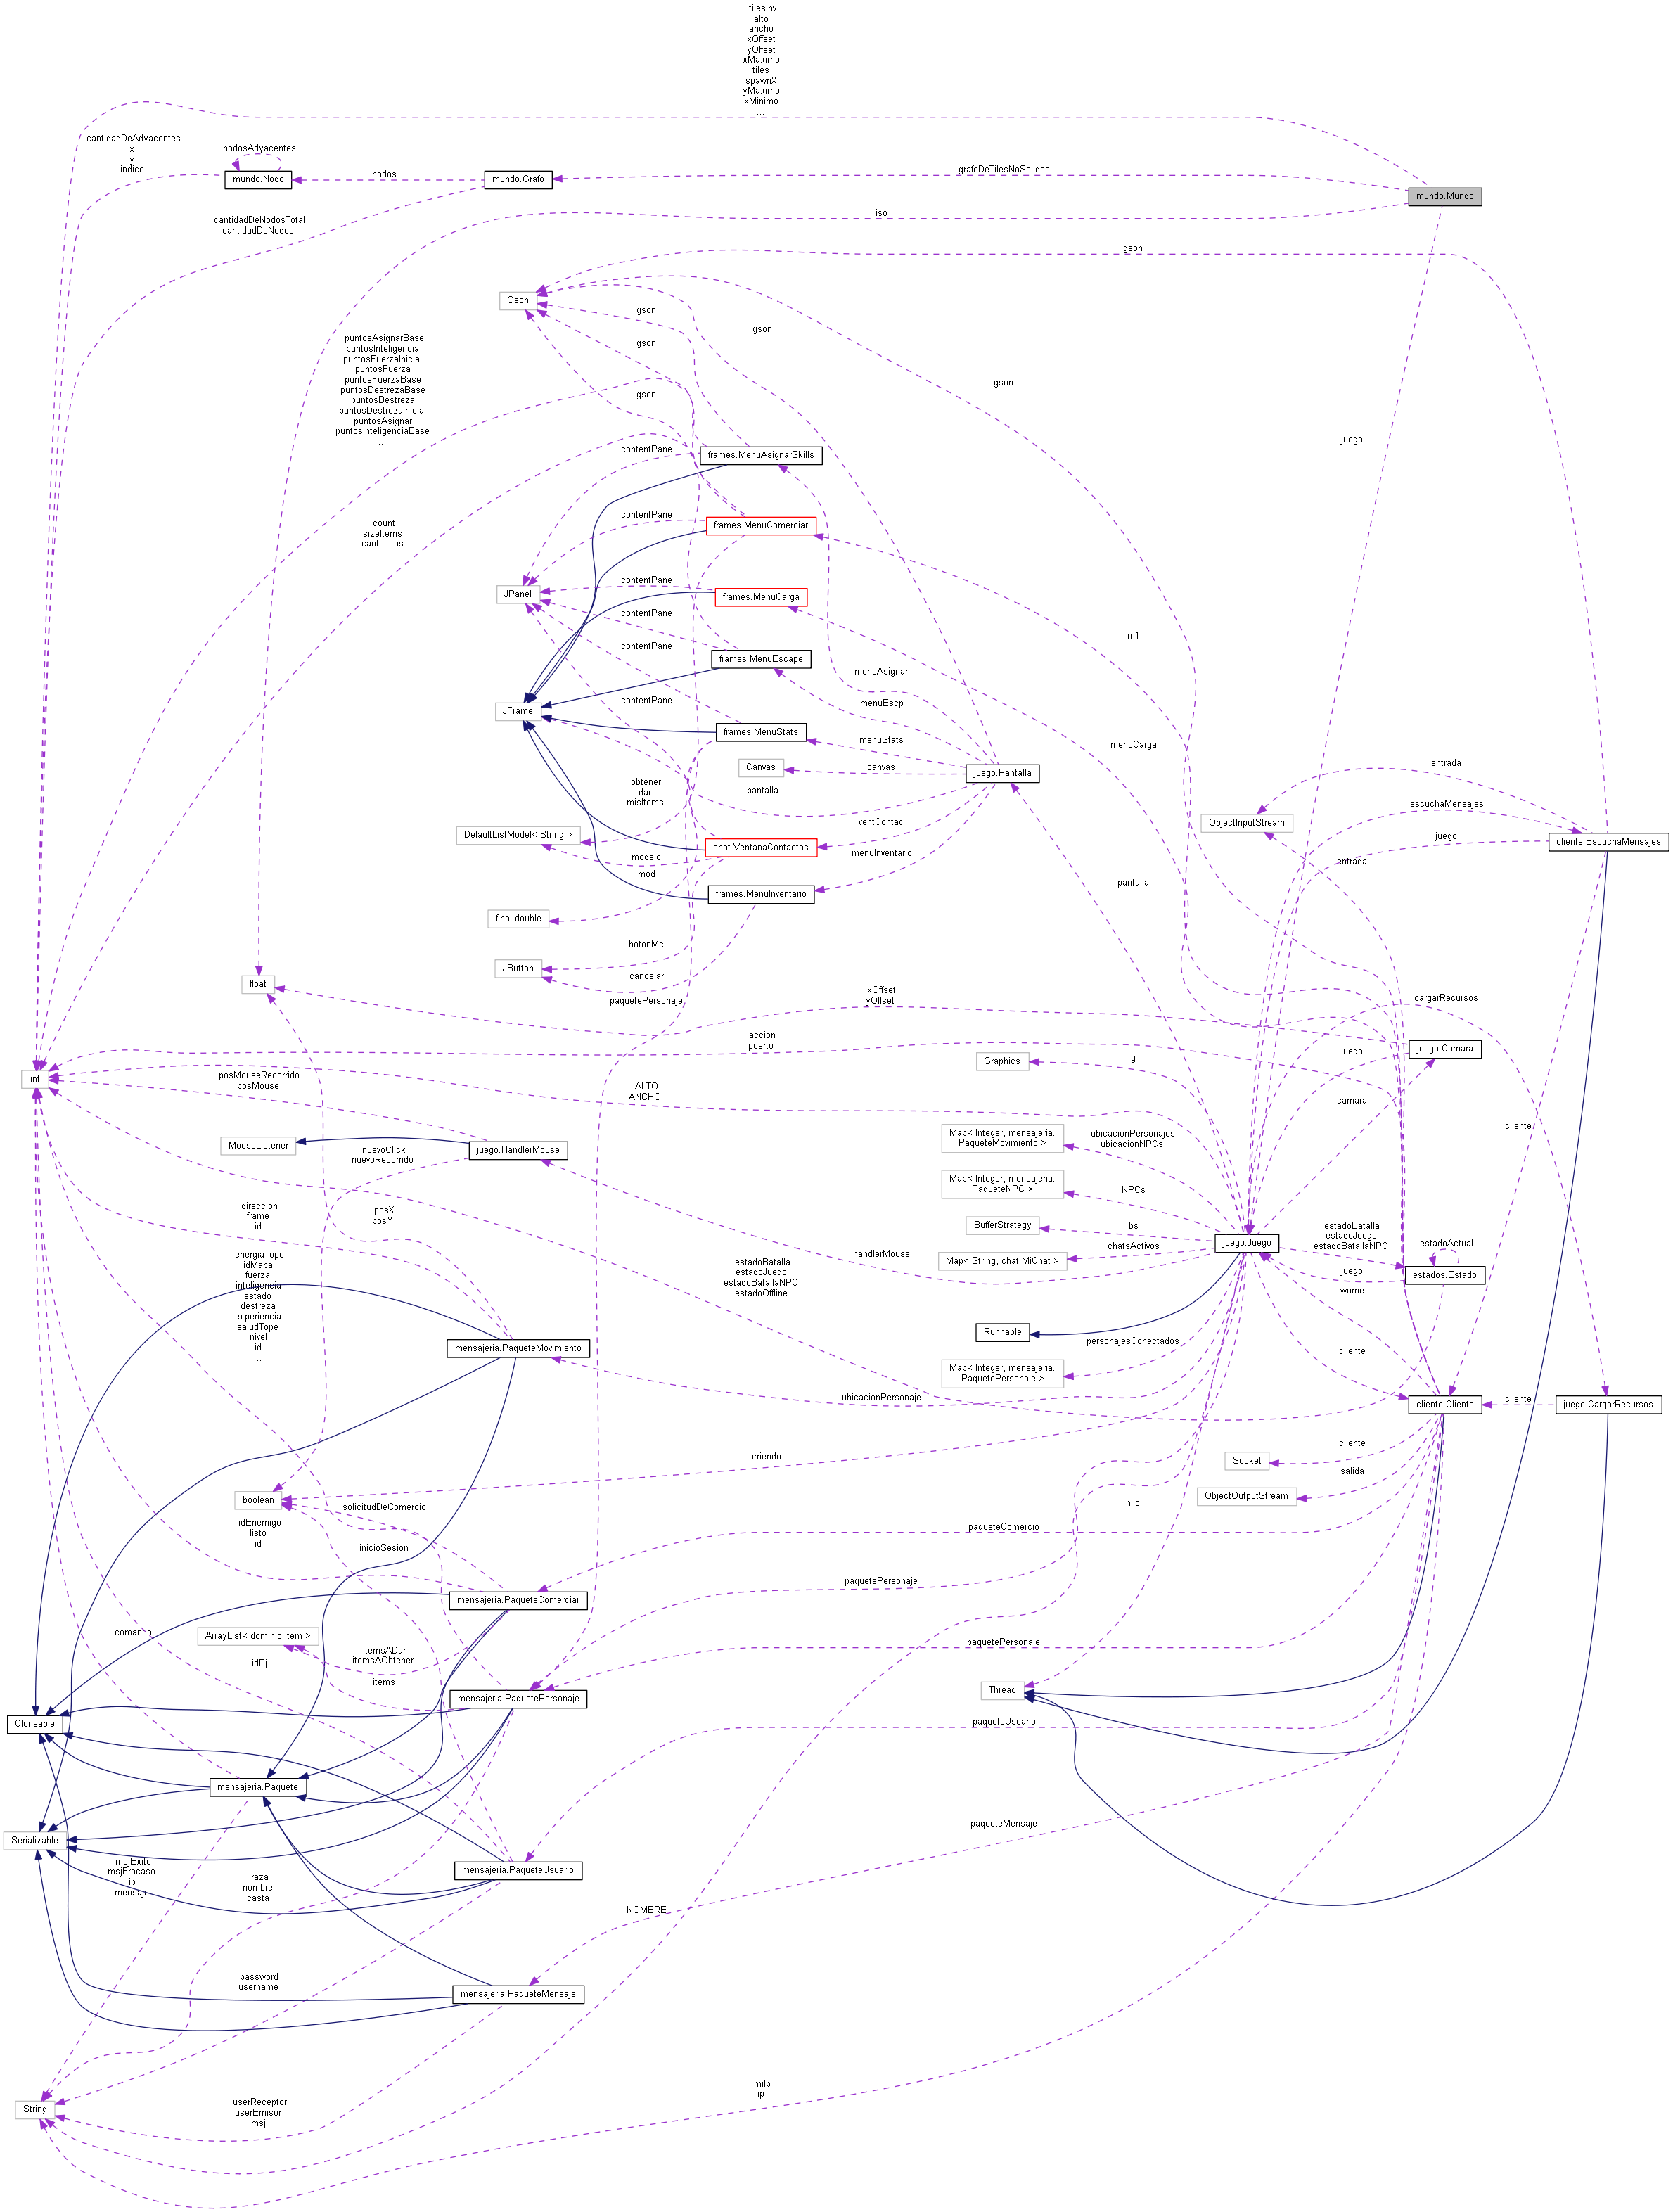 tilesInv
alto
ancho
xOffset
yOffset
xMaximo
tiles
spawnX
yMaximo
xMinimo
...
cantidadDeAdyacentes
x
y
indice
nodosAdyacentes
mundo.Nodo
nodos
mundo.Grafo
grafoDeTilesNoSolidos
mundo.Mundo
cantidadDeNodosTotal
cantidadDeNodos
iso
gson
Gson
gson
gson
gson
gson
gson
puntosAsignarBase
puntosInteligencia
puntosFuerzaInicial
puntosFuerza
puntosFuerzaBase
puntosDestrezaBase
puntosDestreza
puntosDestrezaInicial
puntosAsignar
puntosInteligenciaBase
...
juego
contentPane
frames.MenuAsignarSkills
count
sizeItems
cantListos
contentPane
frames.MenuComerciar
contentPane
JPanel
frames.MenuCarga
contentPane
m1
contentPane
frames.MenuEscape
menuAsignar
contentPane
menuEscp
JFrame
frames.MenuStats
menuStats
menuCarga
Canvas
canvas
juego.Pantalla
entrada
pantalla
obtener
dar
misItems
escuchaMensajes
ObjectInputStream
ventContac
DefaultListModel< String >
juego
cliente.EscuchaMensajes
chat.VentanaContactos
modelo
menuInventario
entrada
mod
pantalla
frames.MenuInventario
final double
botonMc
JButton
cancelar
float
paquetePersonaje
xOffset
yOffset
cargarRecursos
accion
puerto
juego
juego.Camara
Graphics
g
int
posMouseRecorrido
posMouse
ALTO
ANCHO
camara
cliente
MouseListener
juego.HandlerMouse
Map< Integer, mensajeria.
PaqueteMovimiento >
ubicacionPersonajes
ubicacionNPCs
nuevoClick
nuevoRecorrido
Map< Integer, mensajeria.
PaqueteNPC >
NPCs
direccion
frame
id
posX
posY
BufferStrategy
bs
juego.Juego
estadoBatalla
estadoJuego
estadoBatallaNPC
estadoActual
handlerMouse
chatsActivos
Map< String, chat.MiChat >
energiaTope
idMapa
fuerza
inteligencia
estado
destreza
experiencia
saludTope
nivel
id
...
estadoBatalla
estadoJuego
estadoBatallaNPC
estadoOffline
juego
estados.Estado
wome
Runnable
personajesConectados
mensajeria.PaqueteMovimiento
cliente
Map< Integer, mensajeria.
PaquetePersonaje >
ubicacionPersonaje
cliente.Cliente
cliente
juego.CargarRecursos
corriendo
cliente
Socket
salida
ObjectOutputStream
boolean
solicitudDeComercio
hilo
idEnemigo
listo
id
inicioSesion
paqueteComercio
paquetePersonaje
mensajeria.PaqueteComerciar
comando
ArrayList< dominio.Item >
itemsADar
itemsAObtener
paquetePersonaje
idPj
items
Thread
mensajeria.PaquetePersonaje
Cloneable
paqueteUsuario
mensajeria.Paquete
paqueteMensaje
Serializable
msjExito
msjFracaso
ip
mensaje
raza
nombre
casta
mensajeria.PaqueteUsuario
NOMBRE
password
username
mensajeria.PaqueteMensaje
String
userReceptor
userEmisor
msj
miIp
ip